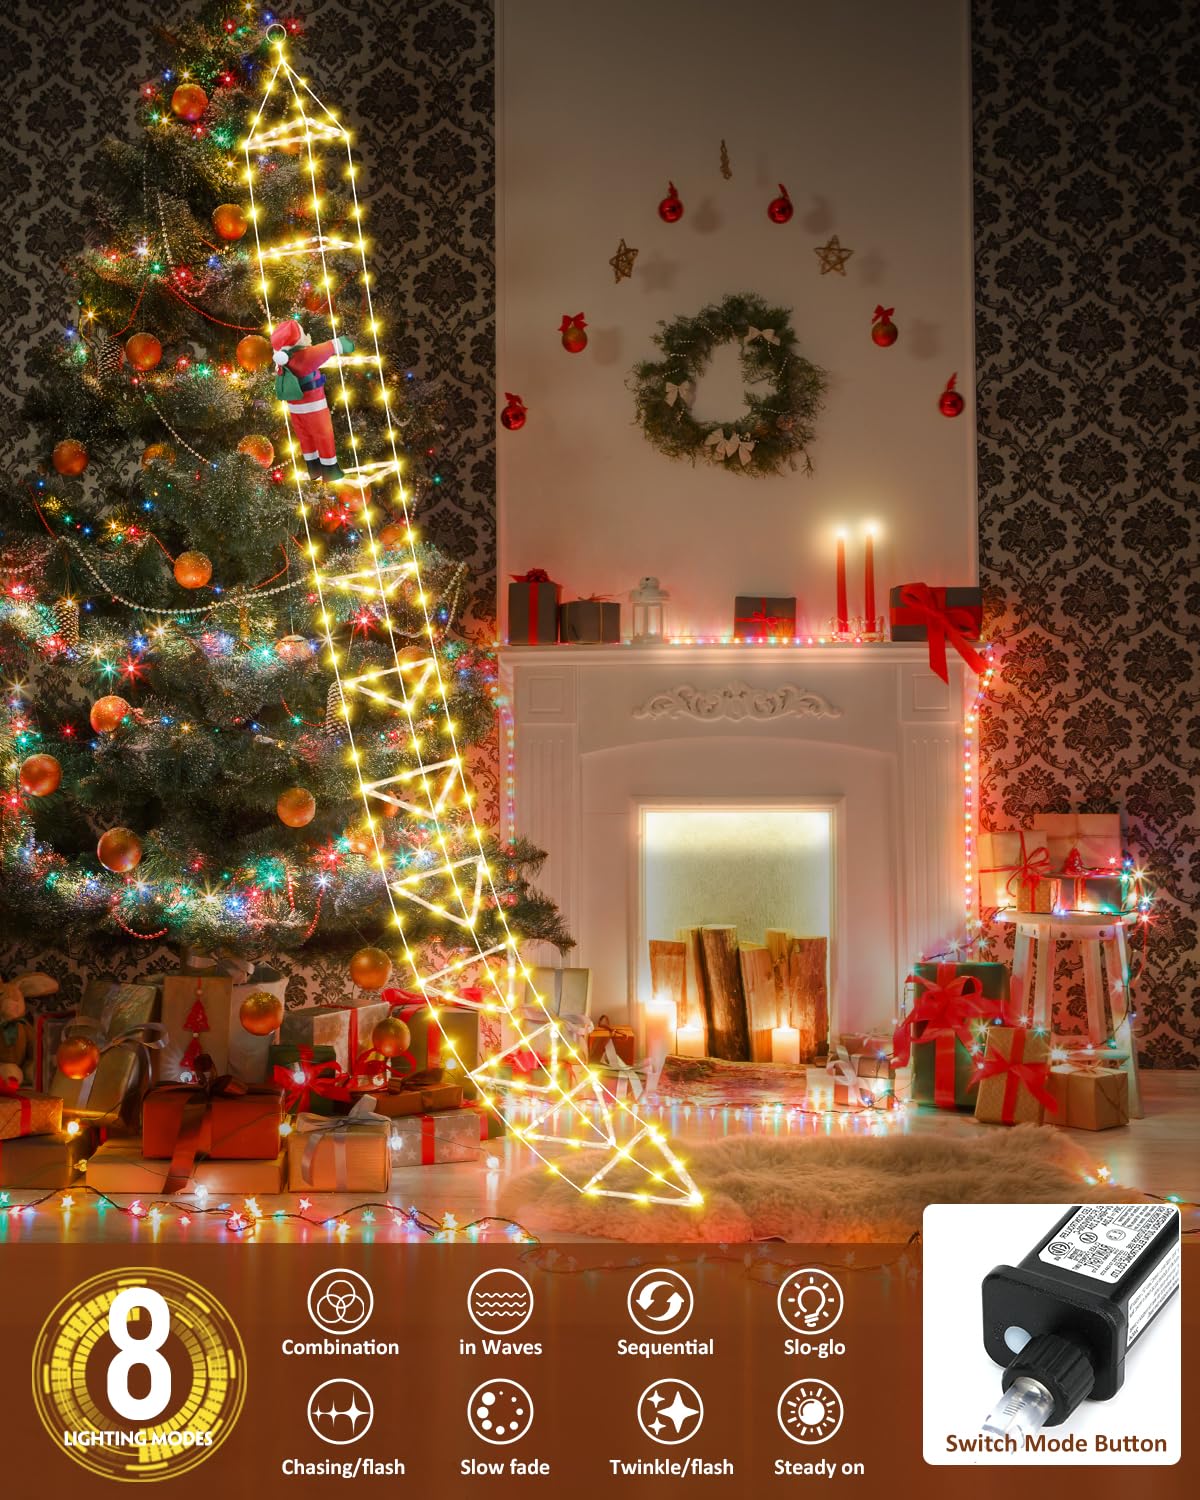 8
LIGHTING MODES
Combination
in Waves
Sequential
Slo-glo
Chasing/flash
Slow fade
Twinkle/flash
Steady on
Switch Mode Button